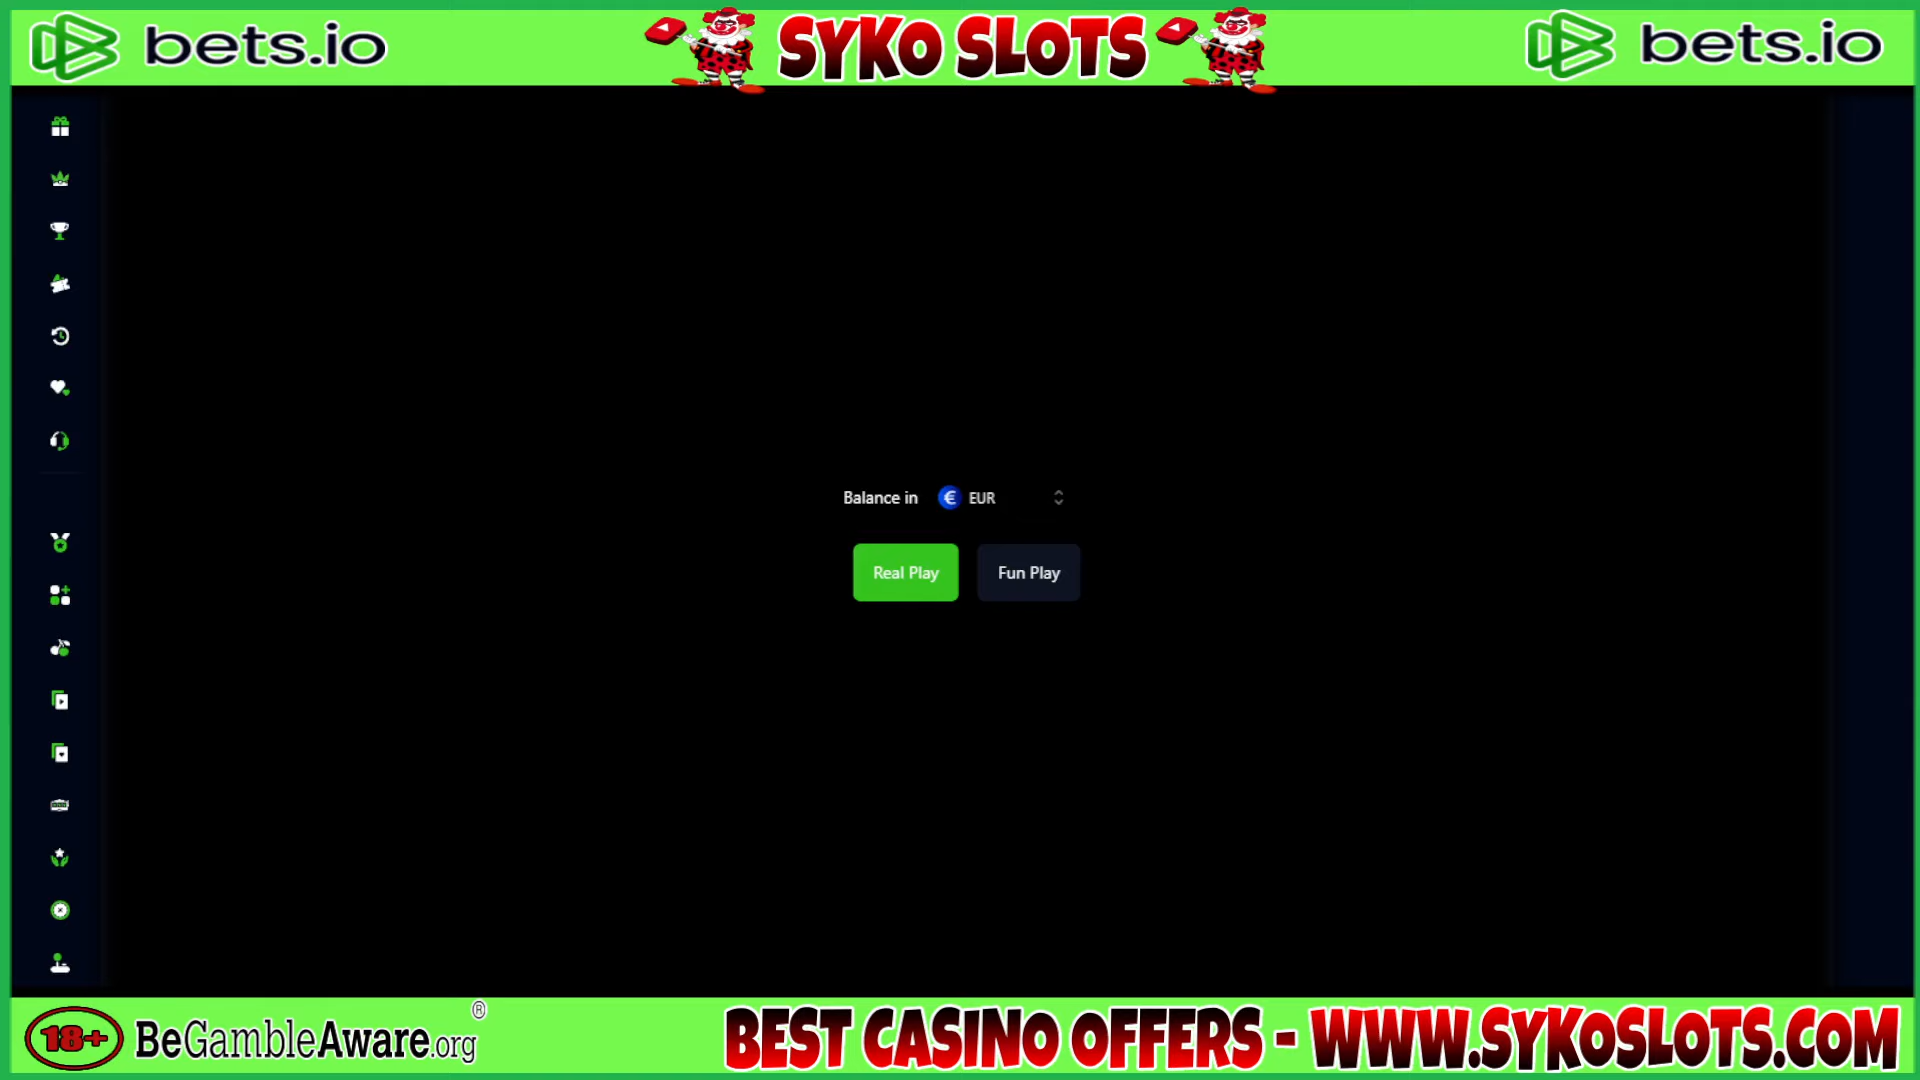 bets.io
SYKO SLOTS
bets.io
Balance in € EUR
Real Play
Fun Play
18+ BeGambleAware.org®
BEST CASINO OFFERS - WWW.SYKOSLOTS.COM